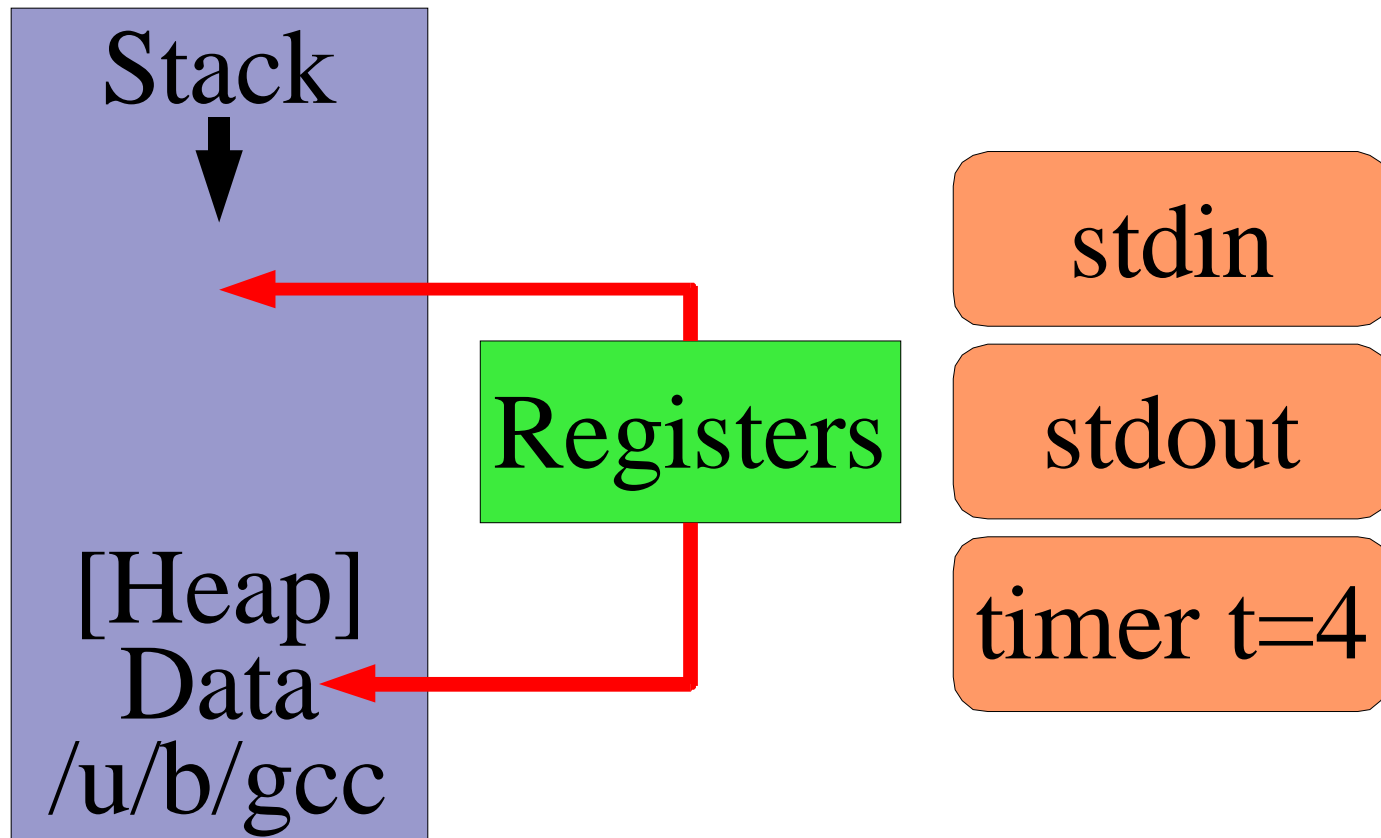 Stack
stdin
Registers
stdout
[Heap]
Data
/u/b/gcc
timer t=4